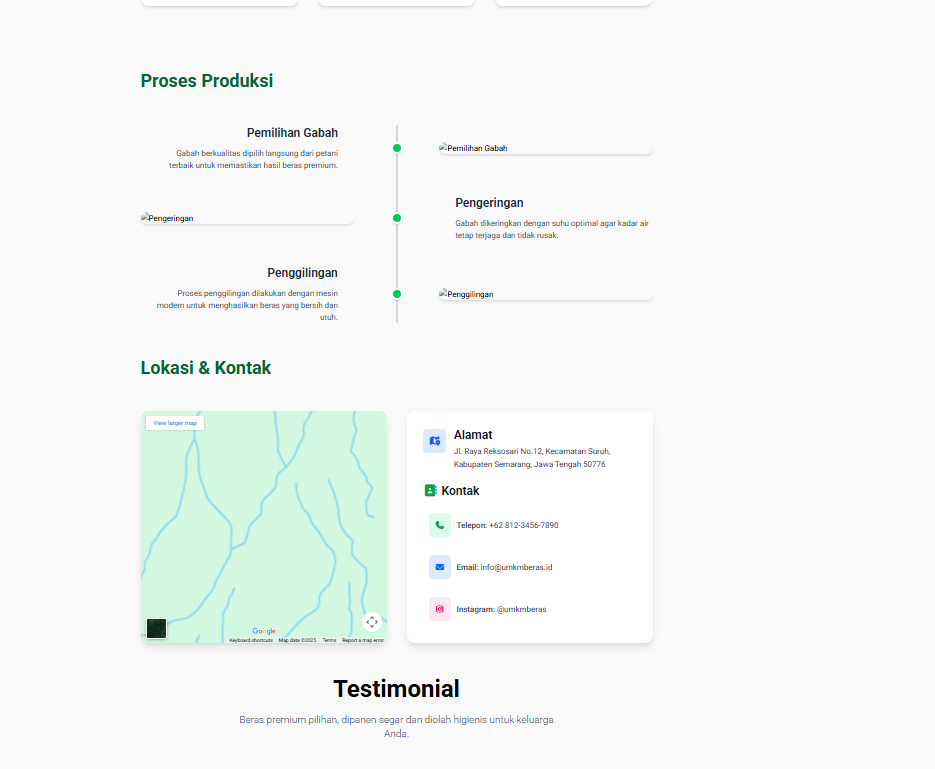 Proses Produksi
Pemilihan Gabah
Gabah berkualitas dipilih langsung dari petani
terbaik untuk memastikan hasil beras premium.
Pemilihan Gabah
Pengeringan
Pengeringan
Gabah dikeringkan dengan suhu optimal agar kadar air
tetap terjaga dan tidak rusak.
Penggilingan
Proses penggilingan dilakukan dengan mesin
modern untuk menghasilkan beras yang bersih dan
utuh.
Penggilingan
Lokasi & Kontak
View larger map
Google
Keyboard shortcuts
Map data ©2025
Terms
Report a map error
Alamat
Jl. Raya Reksosari No.12, Kecamatan Suruh,
Kabupaten Semarang, Jawa Tengah 50776
Kontak
Telepon: +62 812-3456-7890
Email: info@umkmberas.id
Instagram: @umkmberas
Testimonial
Beras premium pilihan, dipanen segar dan diolah higienis untuk keluarga
Anda.